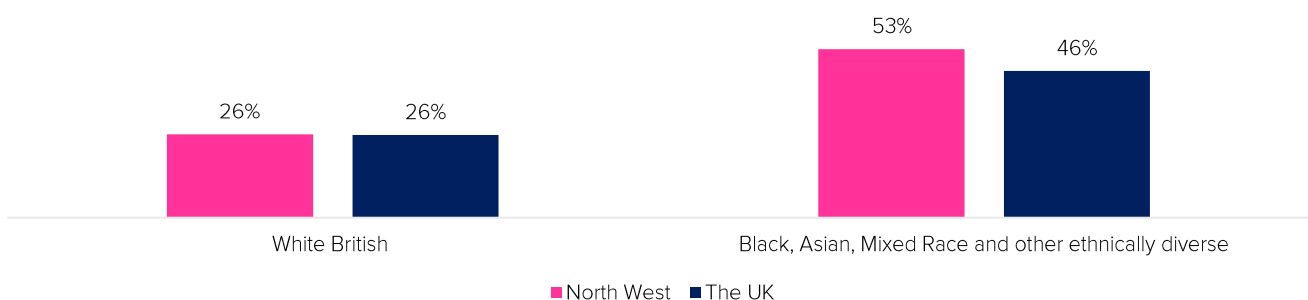 53%
46%
26%
26%
White British
Black, Asian, Mixed Race and other ethnically diverse
North West
The UK